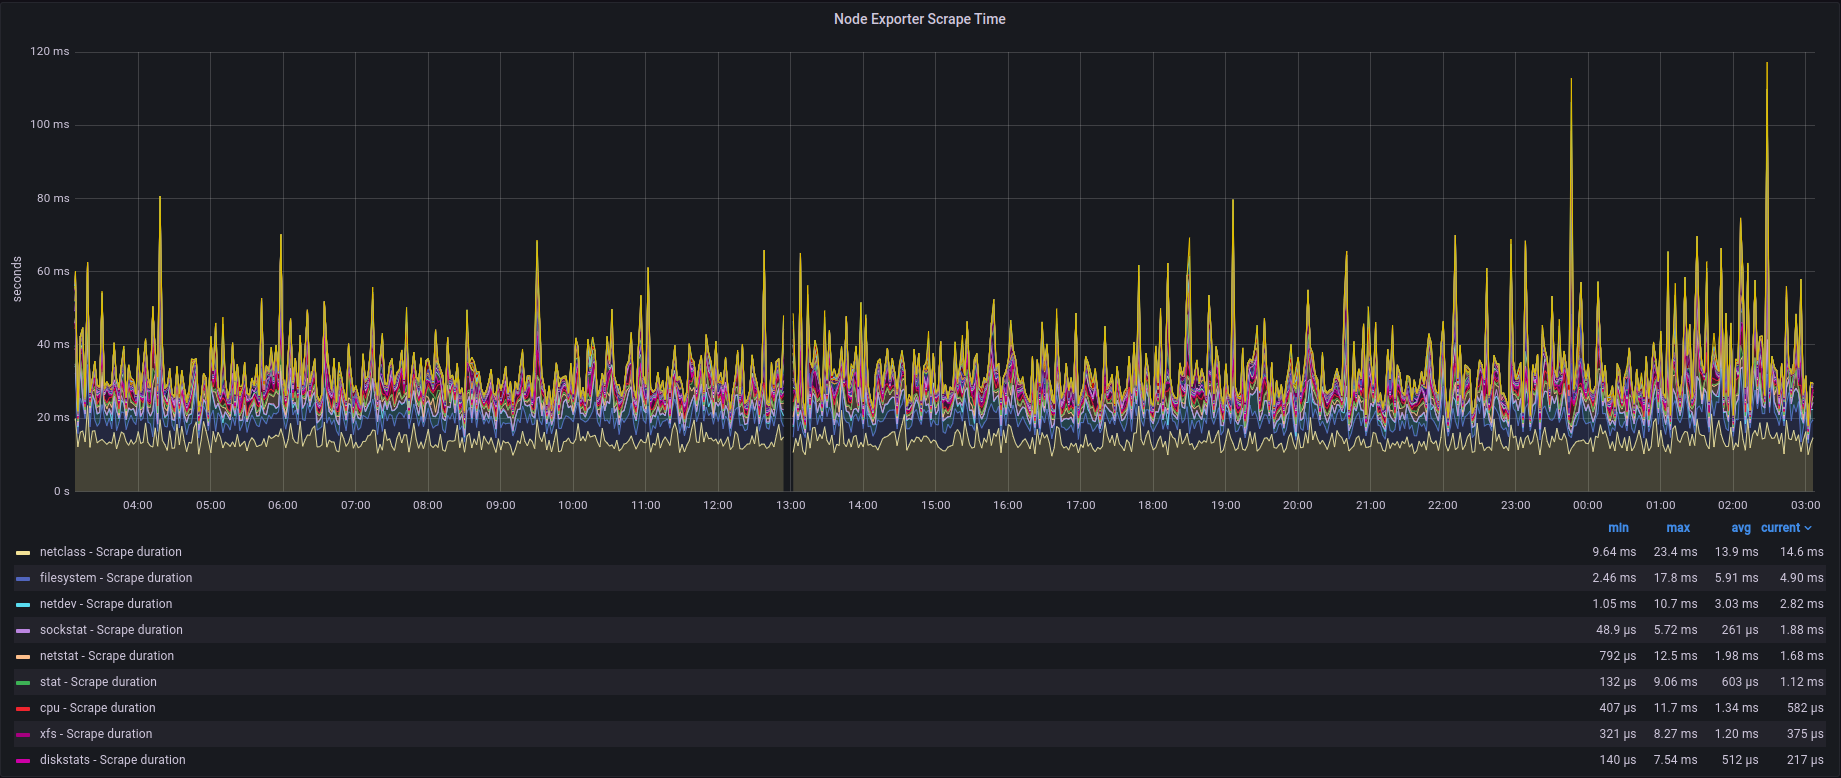 Node Exporter Scrape Time
120 ms
100 ms
80 ms
60 ms
40 ms
20 ms
0 s
seconds
04:00 05:00 06:00 07:00 08:00 09:00 10:00 11:00 12:00 13:00 14:00 15:00 16:00 17:00 18:00 19:00 20:00 21:00 22:00 23:00 00:00 01:00 02:00 03:00
min max avg current
netclass - Scrape duration 9.64 ms 23.4 ms 13.9 ms 14.6 ms
filesystem - Scrape duration 2.46 ms 17.8 ms 5.91 ms 4.90 ms
netdev - Scrape duration 1.05 ms 10.7 ms 3.03 ms 2.82 ms
sockstat - Scrape duration 48.9 µs 5.72 ms 261 µs 1.88 ms
netstat - Scrape duration 792 µs 12.5 ms 1.98 ms 1.68 ms
stat - Scrape duration 132 µs 9.06 ms 603 µs 1.12 ms
cpu - Scrape duration 407 µs 11.7 ms 1.34 ms 582 µs
xfs - Scrape duration 321 µs 8.27 ms 1.20 ms 375 µs
diskstats - Scrape duration 140 µs 7.54 ms 512 µs 217 µs